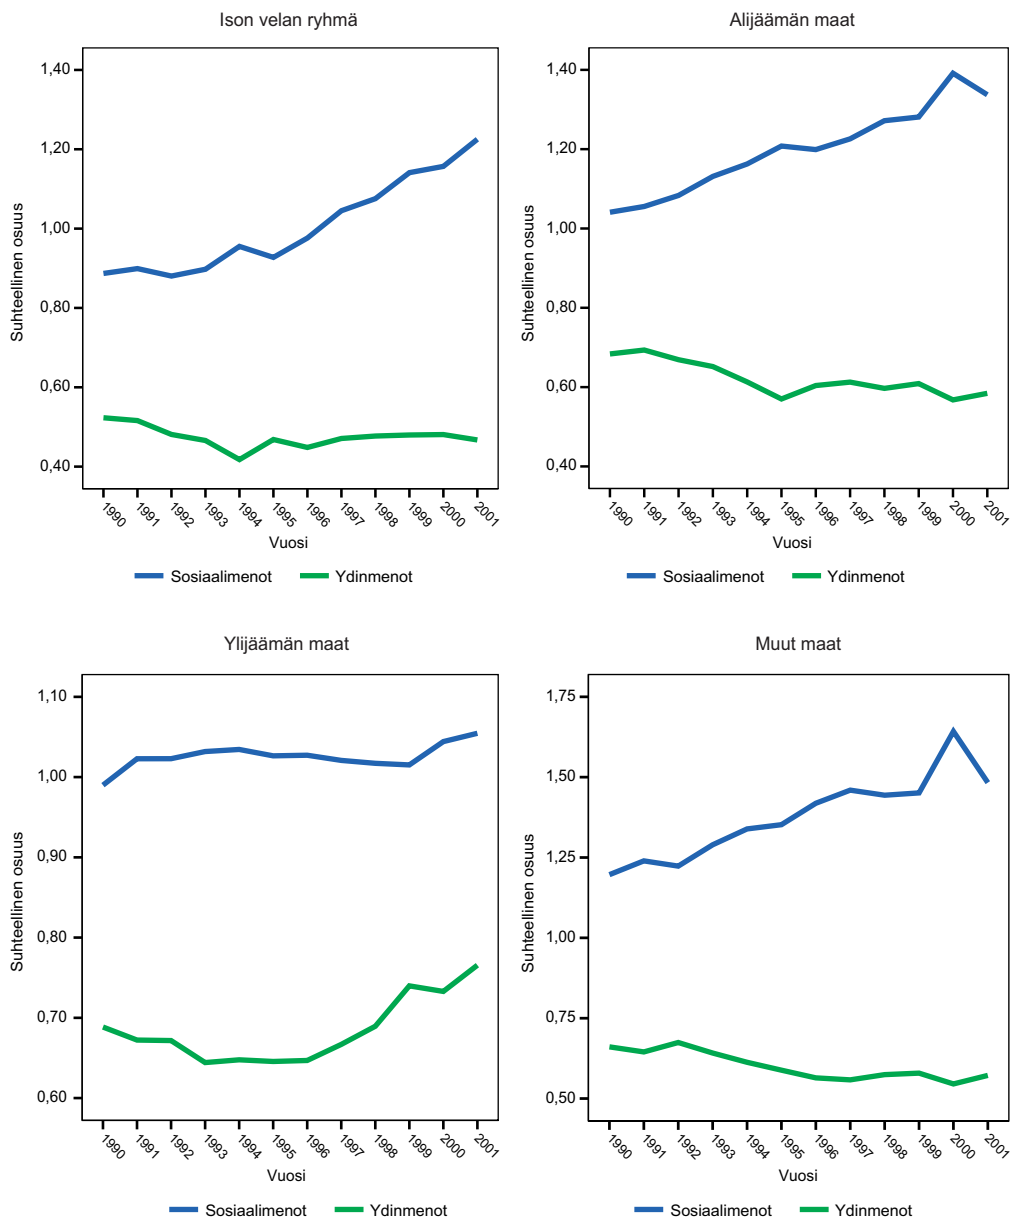 Ison velan ryhmä
1,40
1,20
1,00
0,80
0,60
0,40
Suhteellinen osuus
1990 1991 1992 1993 1994 1995 1996 1997 1998 1999 2000 2001
Vuosi
Sosiaalimenot Ydinmenot
Alijäämän maat
1,40
1,20
1,00
0,80
0,60
0,40
Suhteellinen osuus
1990 1991 1992 1993 1994 1995 1996 1997 1998 1999 2000 2001
Vuosi
Sosiaalimenot Ydinmenot
Ylijäämän maat
1,10
1,00
0,90
0,80
0,70
0,60
Suhteellinen osuus
1990 1991 1992 1993 1994 1995 1996 1997 1998 1999 2000 2001
Vuosi
Sosiaalimenot Ydinmenot
Muut maat
1,75
1,50
1,25
1,00
0,75
0,50
Suhteellinen osuus
1990 1991 1992 1993 1994 1995 1996 1997 1998 1999 2000 2001
Vuosi
Sosiaalimenot Ydinmenot